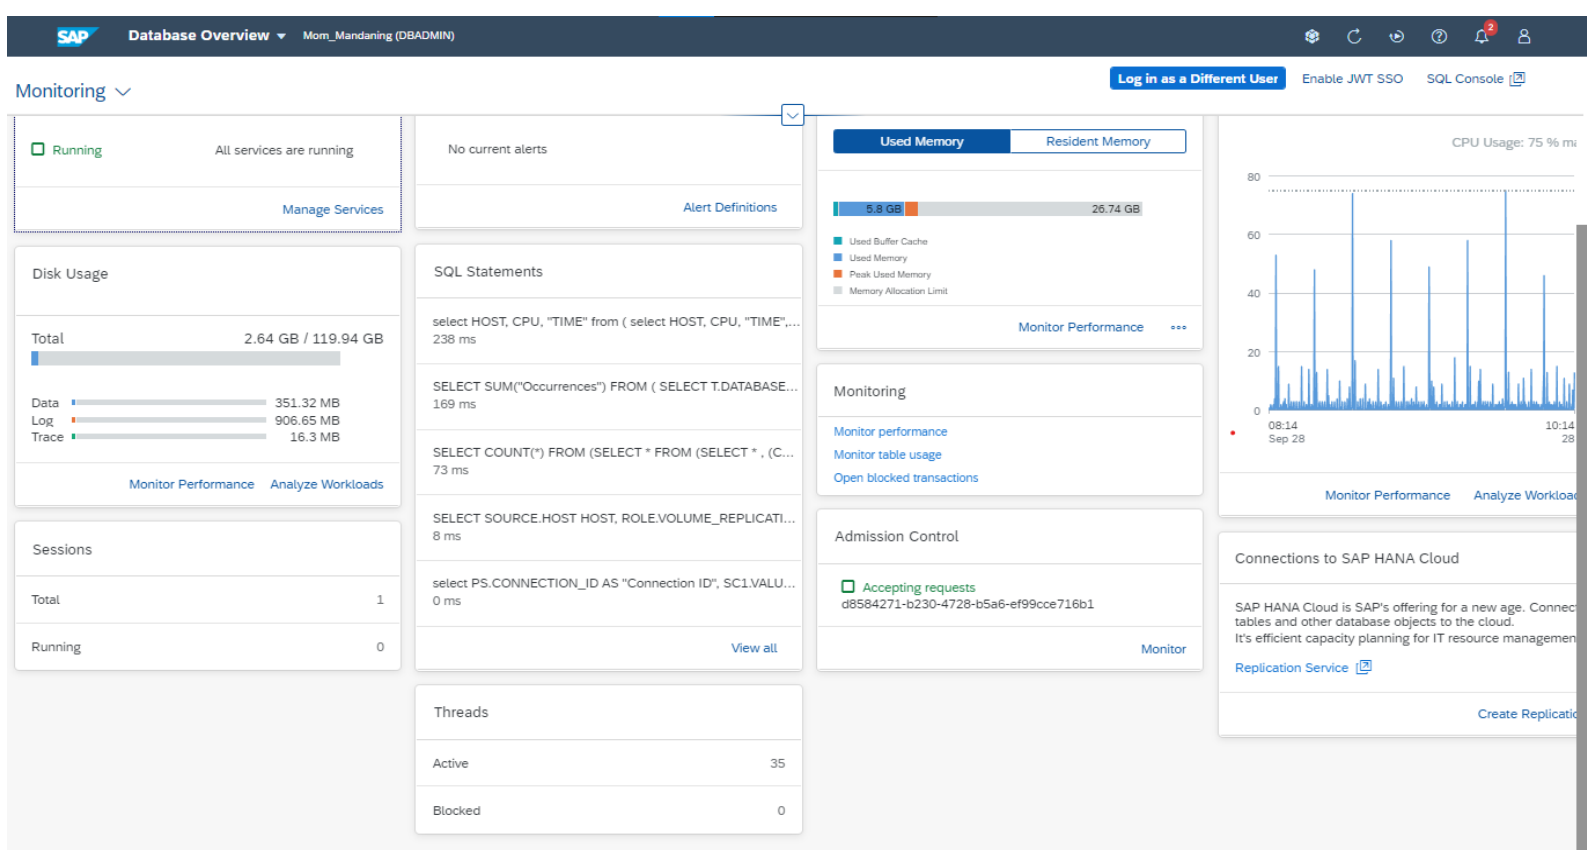 SAP Database Overview Mom_Mandaning (DBADMIN) 2
Monitoring
Log in as a Different User Enable JWT SSO SQL Console
Running All services are running
Manage Services
Disk Usage
Total 2.64 GB / 119.94 GB
Data 351.32 MB
Log 906.65 MB
Trace 16.3 MB
Monitor Performance Analyze Workloads
Sessions
Total 1
Running 0
No current alerts
Alert Definitions
SQL Statements
select HOST, CPU, "TIME" from ( select HOST, CPU, "TIME",...
238 ms
SELECT SUM("Occurrences") FROM ( SELECT T.DATABASE...
169 ms
SELECT COUNT(*) FROM (SELECT * FROM (SELECT * , (C...
73 ms
SELECT SOURCE.HOST HOST, ROLE.VOLUME_REPLICATI...
8 ms
select PS.CONNECTION_ID AS "Connection ID", SC1.VALU...
0 ms
View all
Threads
Active 35
Blocked 0
Used Memory Resident Memory
5.8 GB 26.74 GB
Used Buffer Cache
Used Memory
Peak Used Memory
Memory Allocation Limit
Monitor Performance
Monitoring
Monitor performance
Monitor table usage
Open blocked transactions
Admission Control
Accepting requests
d8584271-b230-4728-b5a6-ef99cce716b1
Monitor
CPU Usage: 75 % ma
80
60
40
20
0
08:14 10:14
Sep 28 28
Monitor Performance Analyze Workload
Connections to SAP HANA Cloud
SAP HANA Cloud is SAP's offering for a new age. Connec
tables and other database objects to the cloud.
It's efficient capacity planning for IT resource managemen
Replication Service
Create Replicatio